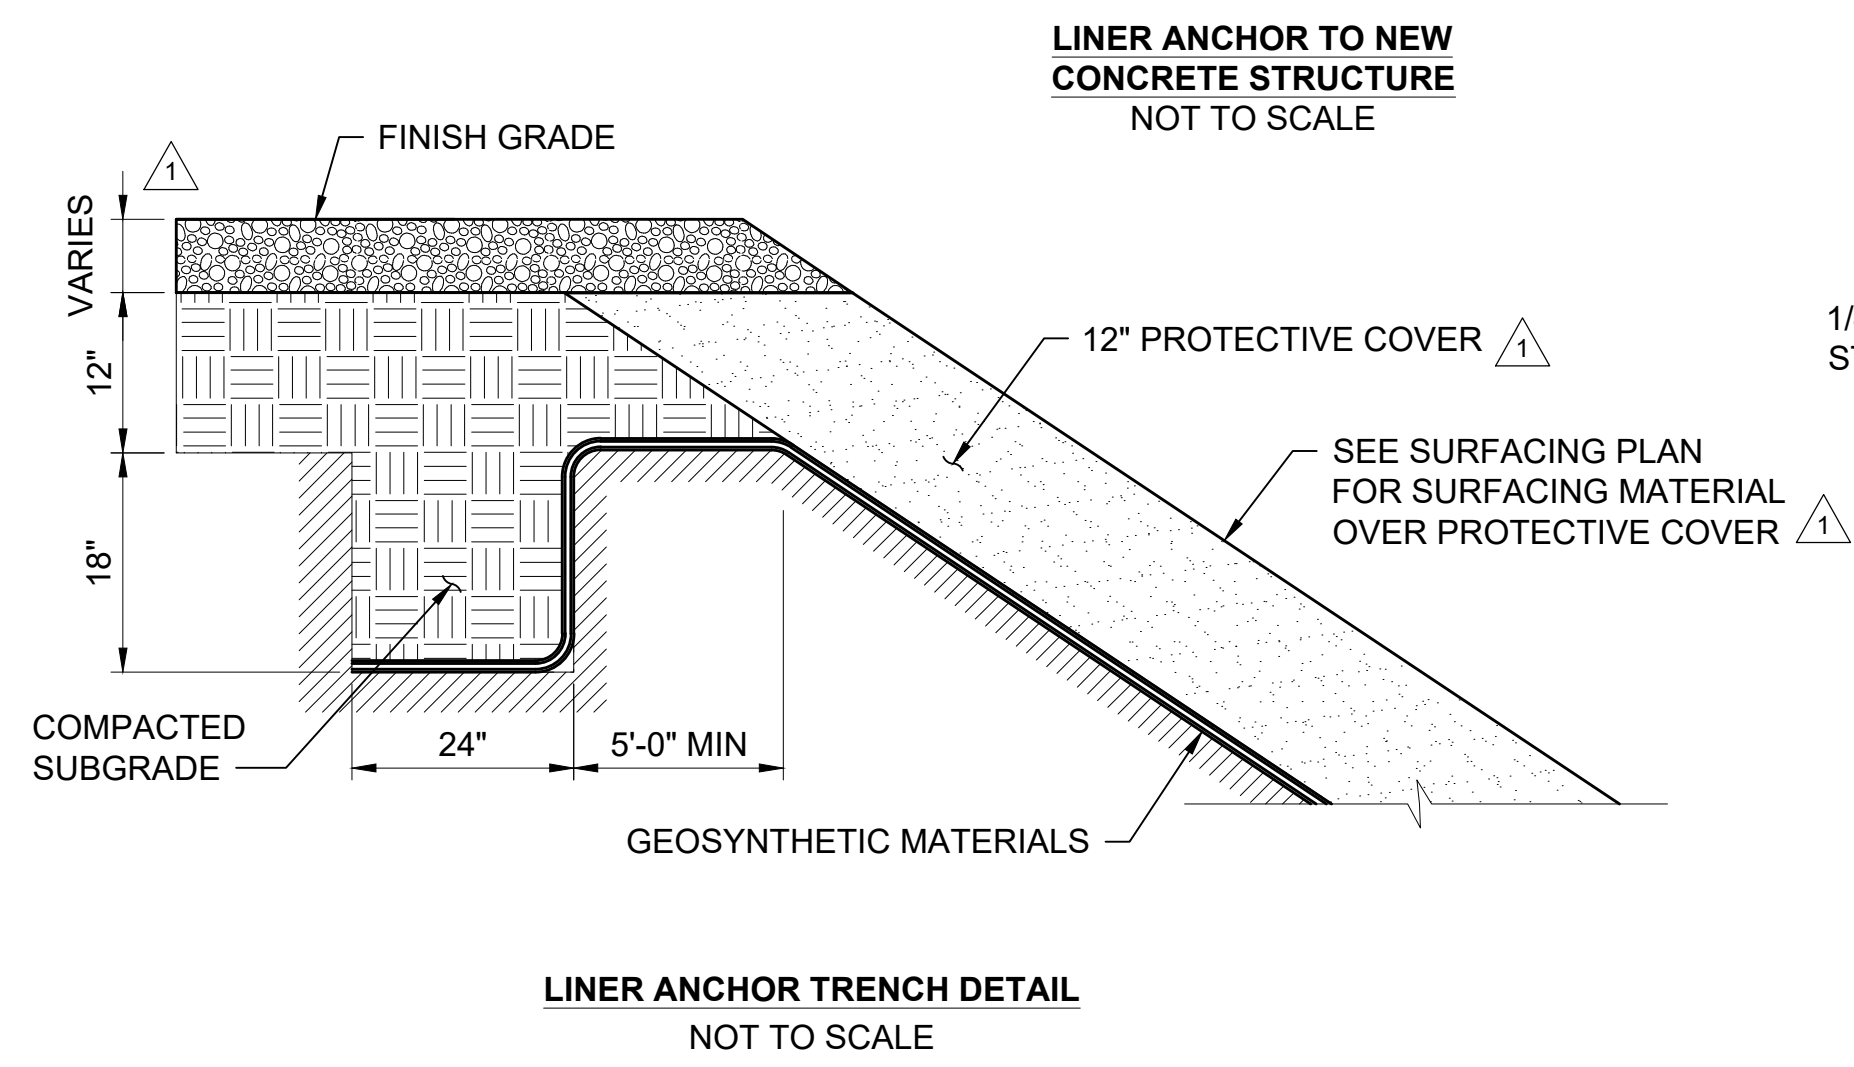 LINER ANCHOR TO NEW
CONCRETE STRUCTURE
NOT TO SCALE
FINISH GRADE
1
VARIES
12"
18"
12" PROTECTIVE COVER
1
1/
ST
SEE SURFACING PLAN
FOR SURFACING MATERIAL
OVER PROTECTIVE COVER
1
COMPACTED
SUBGRADE
24"
5'-0" MIN
GEOSYNTHETIC MATERIALS
LINER ANCHOR TRENCH DETAIL
NOT TO SCALE